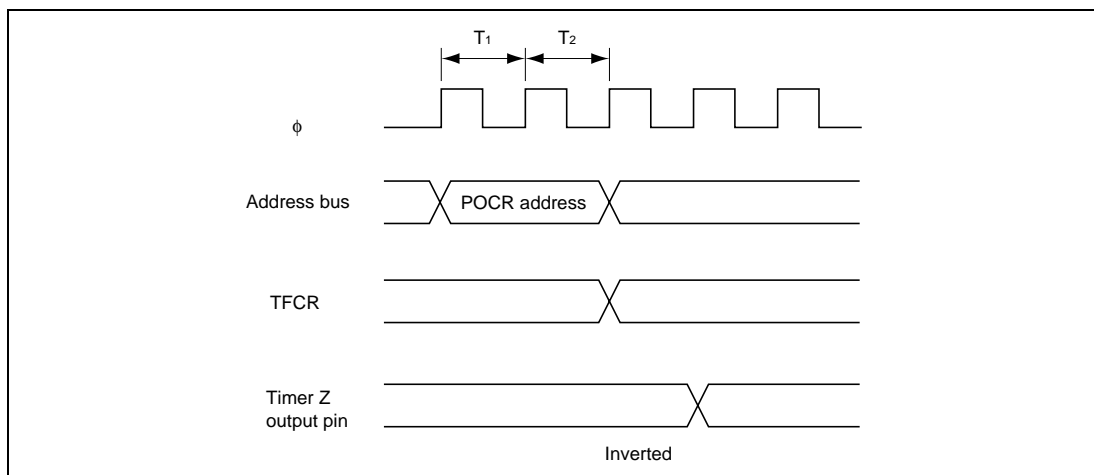 T1 T2
ϕ
Address bus POCR address
TFCR
Timer Z
output pin
Inverted